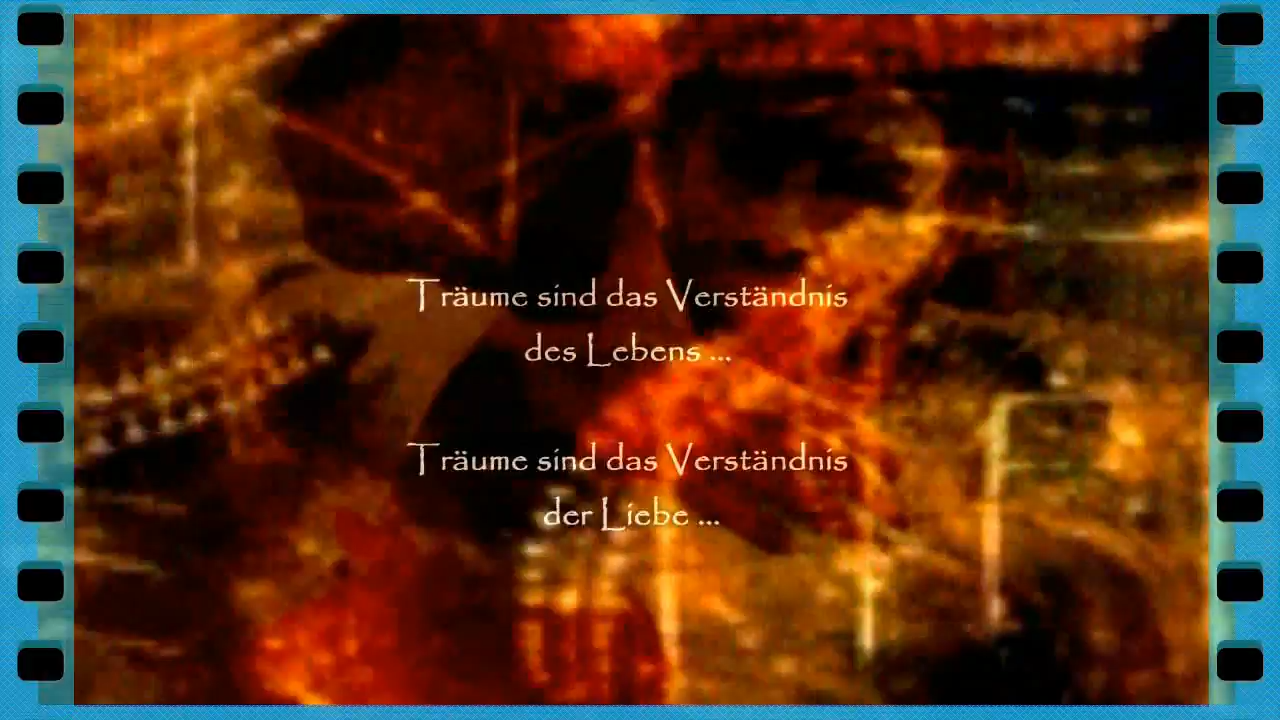 Träume sind das Verständnis
des Lebens ...
Träume sind das Verständnis
der Liebe ...